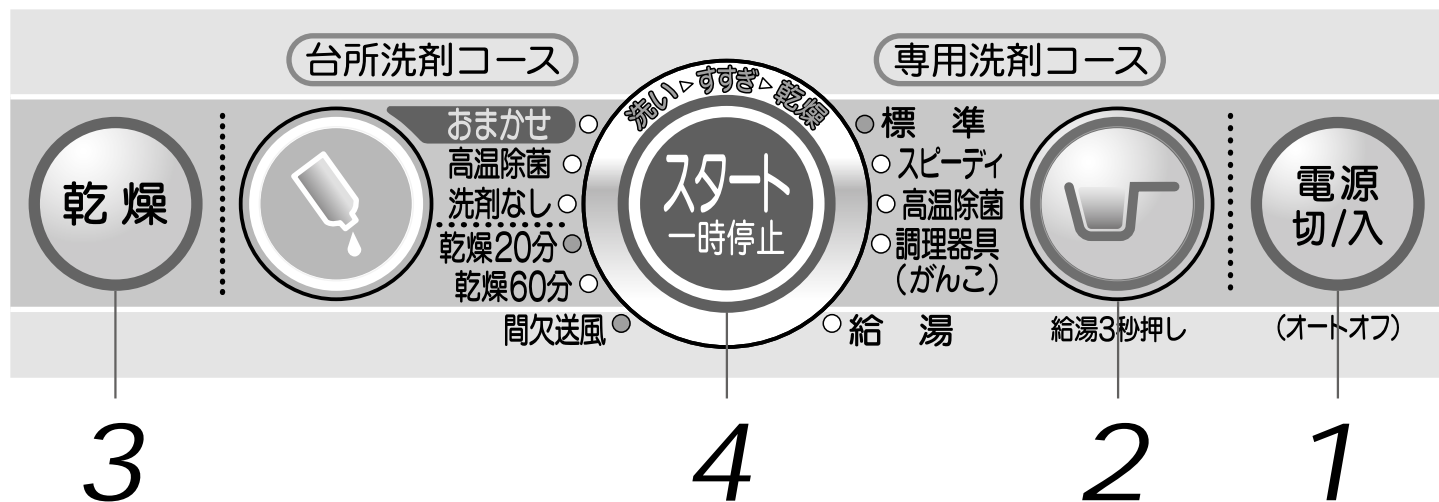 台所洗剤コース
専用洗剤コース
洗い▷すすぎ▷乾燥
乾燥
おまかせ
高温除菌
洗剤なし
乾燥20分
乾燥60分
間欠送風
スタート
一時停止
標準
スピーディ
高温除菌
調理器具
(がんこ)
給湯
給湯3秒押し
電源
切/入
(オートオフ)
3
4
2
1